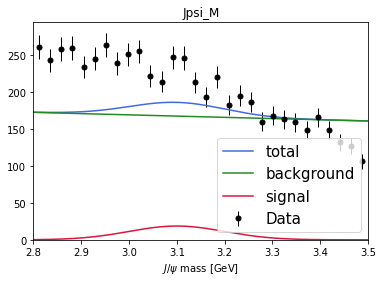 Jpsi_M
250
200
150
100
50
0
2.8 2.9 3.0 3.1 3.2 3.3 3.4 3.5
J/ψ mass [GeV]
total
background
signal
Data